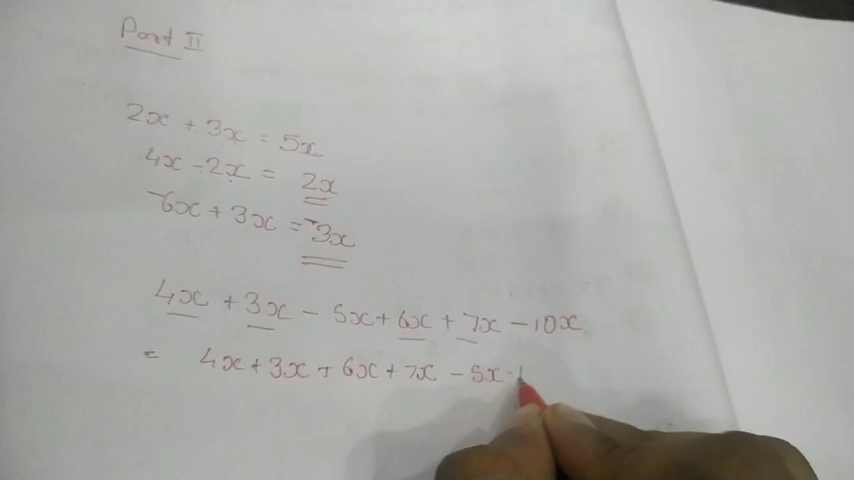 Part II
2x + 3x = 5x
4x - 2x = 2x
-6x + 3x = -3x
4x + 3x - 5x + 6x + 7x - 10x
= 4x + 3x + 6x + 7x - 5x - 1